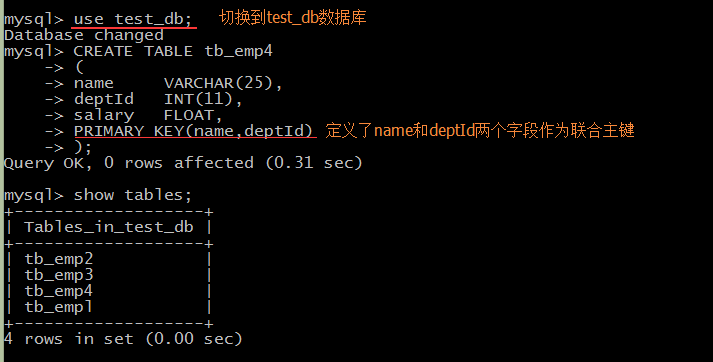 mysql> use test_db; 切换到test_db数据库
Database changed
mysql> CREATE TABLE tb_emp4
-> (
-> name VARCHAR(25),
-> deptId INT(11),
-> salary FLOAT,
-> PRIMARY KEY(name,deptId) 定义了name和deptId两个字段作为联合主键
-> );
Query OK, 0 rows affected (0.31 sec)
mysql> show tables;
+-------------------+
| Tables_in_test_db |
+-------------------+
| tb_emp2 |
| tb_emp3 |
| tb_emp4 |
| tb_empl |
+-------------------+
4 rows in set (0.00 sec)